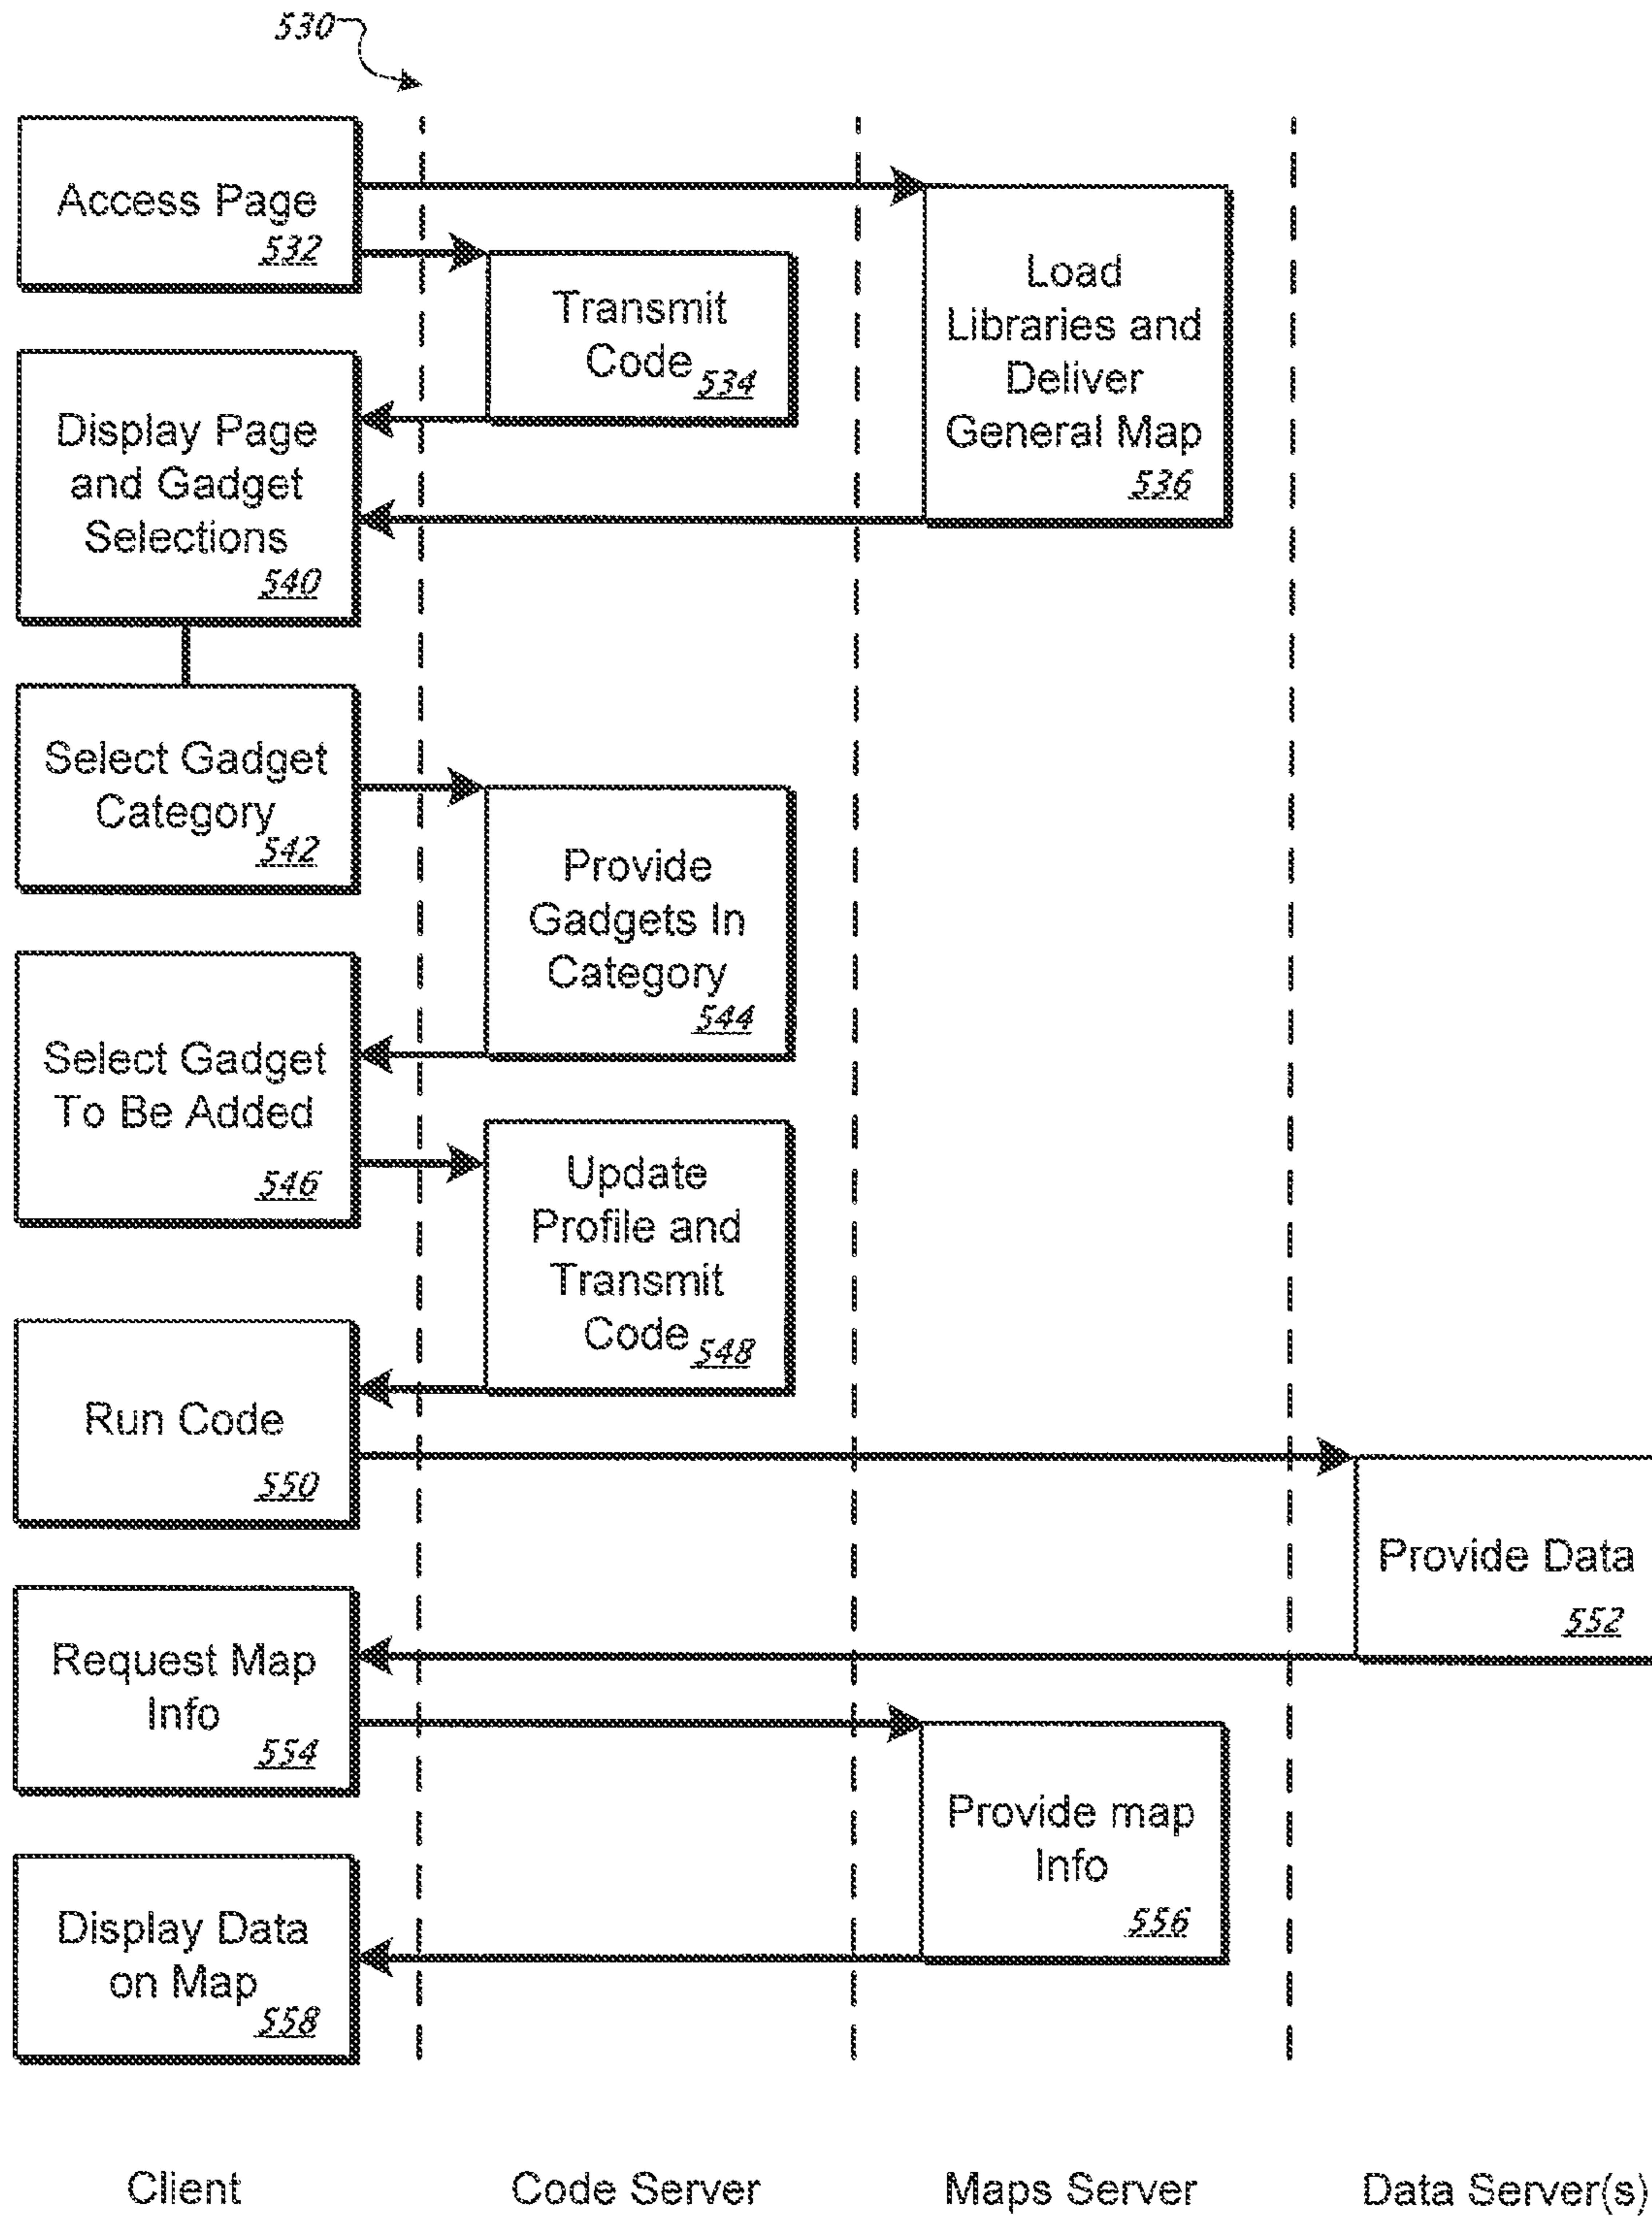 530
Access Page
532
Transmit
Code
534
Load
Libraries and
Deliver
General Map
536
Display Page
and Gadget
Selections
540
Select Gadget
Category
542
Provide
Gadgets In
Category
544
Select Gadget
To Be Added
546
Update
Profile and
Transmit
Code
548
Run Code
550
Provide Data
552
Request Map
Info
554
Provide map
Info
556
Display Data
on Map
558
Client
Code Server
Maps Server
Data Server(s)